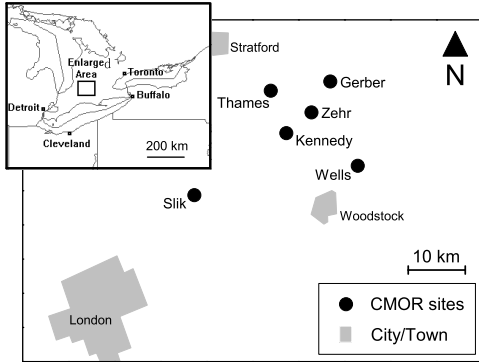 Enlarged
Area
Toronto
Detroit
Buffalo
Cleveland
200 km
Stratford
N
Gerber
Thames
Zehr
Kennedy
Wells
Slik
Woodstock
10 km
London
CMOR sites
City/Town